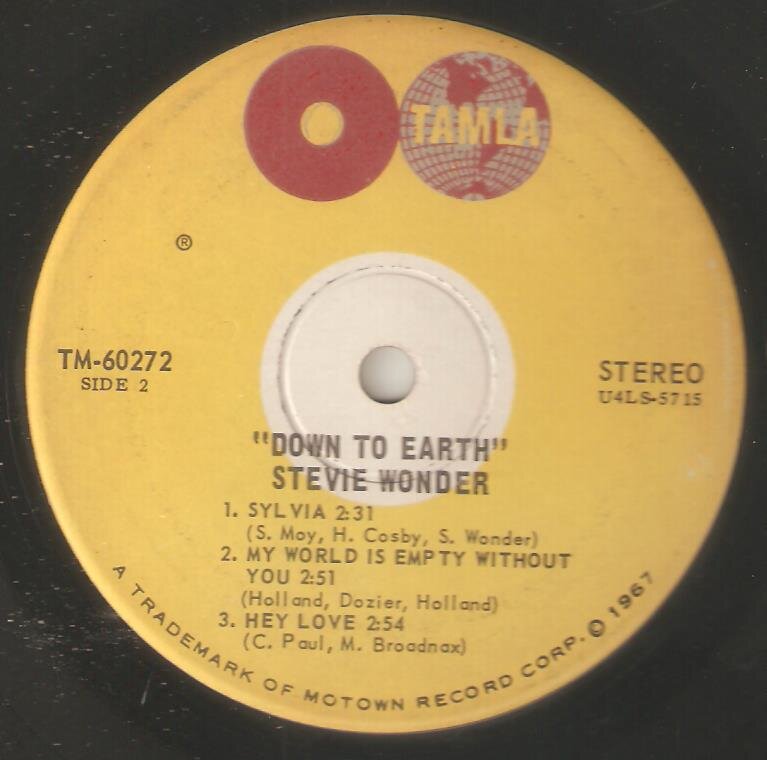 TAMLA
®
TM-60272
SIDE 2
STEREO
U4LS-5715
"DOWN TO EARTH"
STEVIE WONDER
1. SYLVIA 2:31
(S. Moy, H. Cosby, S. Wonder)
2. MY WORLD IS EMPTY WITHOUT
YOU 2:51
(Holland, Dozier, Holland)
3. HEY LOVE 2:54
(C. Paul, M. Broadnax)
A TRADEMARK OF MOTOWN RECORD CORP. © 1967